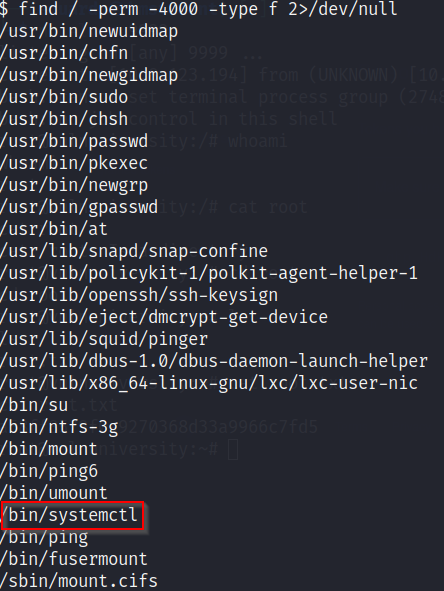 $ find / -perm -4000 -type f 2>/dev/null
/usr/bin/newuidmap
/usr/bin/chfn
/usr/bin/newgidmap
/usr/bin/sudo
/usr/bin/chsh
/usr/bin/passwd
/usr/bin/pkexec
/usr/bin/newgrp
/usr/bin/gpasswd
/usr/bin/at
/usr/lib/snapd/snap-confine
/usr/lib/policykit-1/polkit-agent-helper-1
/usr/lib/openssh/ssh-keysign
/usr/lib/eject/dmcrypt-get-device
/usr/lib/squid/pinger
/usr/lib/dbus-1.0/dbus-daemon-launch-helper
/usr/lib/x86_64-linux-gnu/lxc/lxc-user-nic
/bin/su
/bin/ntfs-3g
/bin/mount
/bin/ping6
/bin/umount
/bin/systemctl
/bin/ping
/bin/fusermount
/sbin/mount.cifs